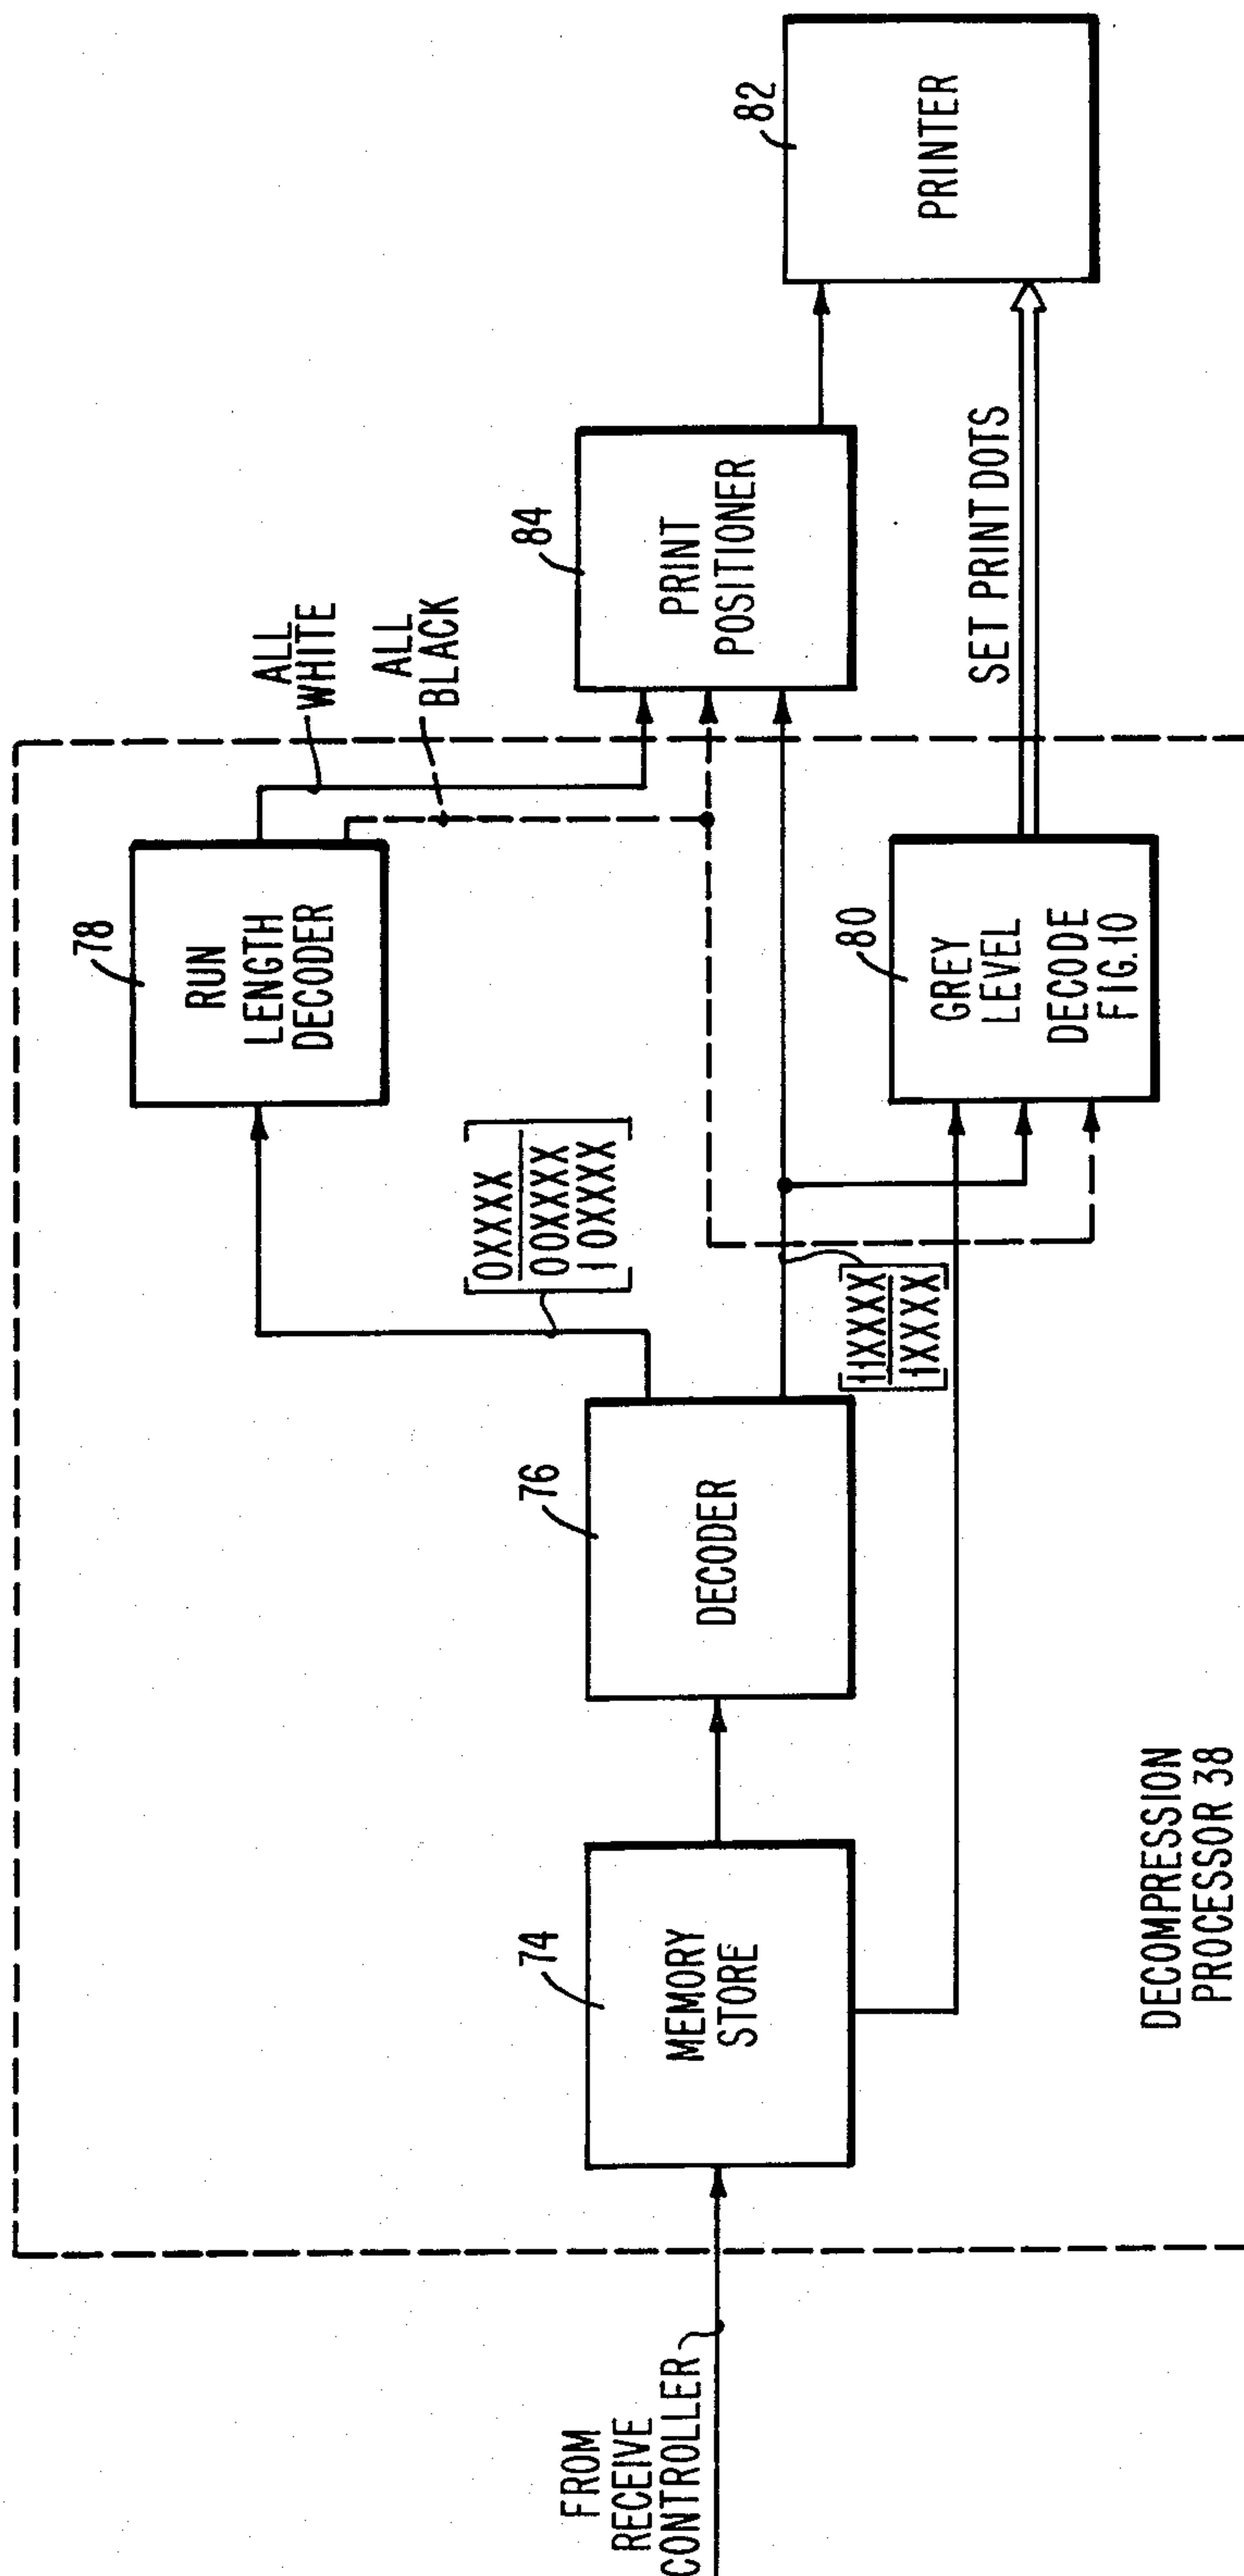 FROM
RECEIVE
CONTROLLER
74
MEMORY
STORE
76
DECODER
0XXXX
00XXXX
10XXXX
11XXXX
1XXXX
78
RUN
LENGTH
DECODER
ALL
WHITE
ALL
BLACK
80
GREY
LEVEL
DECODE
FIG.10
84
PRINT
POSITIONER
SET PRINT DOTS
82
PRINTER
DECOMPRESSION
PROCESSOR 38